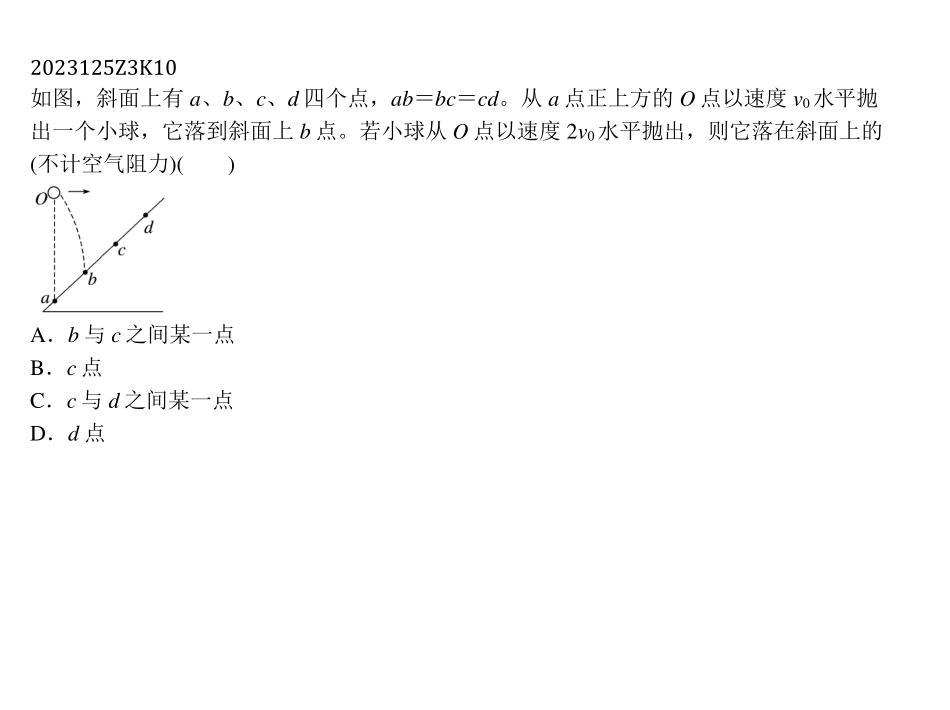 2023125Z3K10
如图，斜面上有 a、b、c、d 四个点，ab＝bc＝cd。从 a 点正上方的 O 点以速度 v₀ 水平抛
出一个小球，它落到斜面上 b 点。若小球从 O 点以速度 2v₀ 水平抛出，则它落在斜面上的
(不计空气阻力)(　　)
O
d
c
b
a
A．b 与 c 之间某一点
B．c 点
C．c 与 d 之间某一点
D．d 点